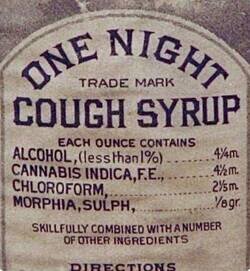 ONE NIGHT
TRADE MARK
COUGH SYRUP
EACH OUNCE CONTAINS
ALCOHOL, (less than 1%) ........ 4¼m.
CANNABIS INDICA, F.E., ........ 4½m.
CHLOROFORM, ........ 2½m.
MORPHIA, SULPH, ........ ⅛gr.
SKILLFULLY COMBINED WITH A NUMBER
OF OTHER INGREDIENTS
DIRECTIONS